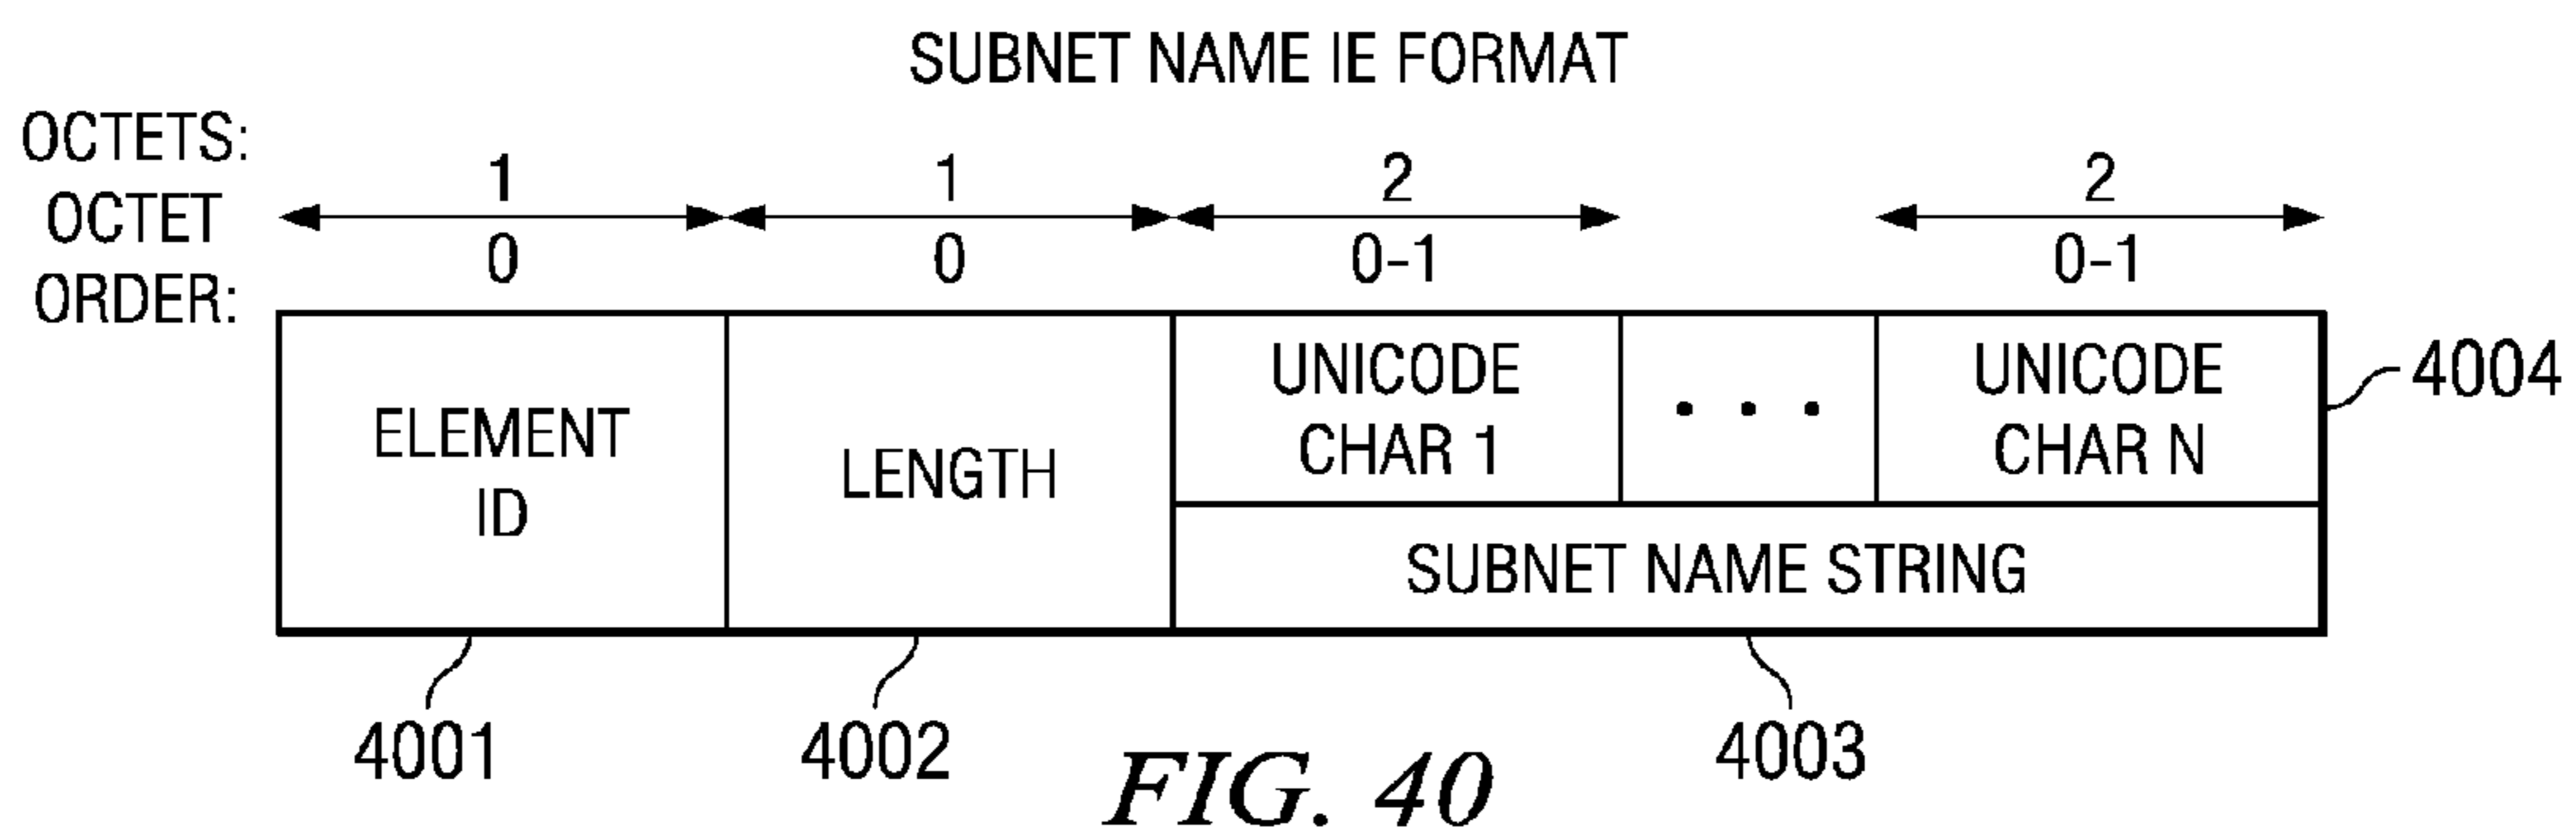 SUBNET NAME IE FORMAT
OCTETS:
1 1 2 2
OCTET
ORDER:
0 0 0-1 0-1
ELEMENT
ID
LENGTH
UNICODE
CHAR 1
. . .
UNICODE
CHAR N
SUBNET NAME STRING
4004
4001 4002 4003
FIG. 40